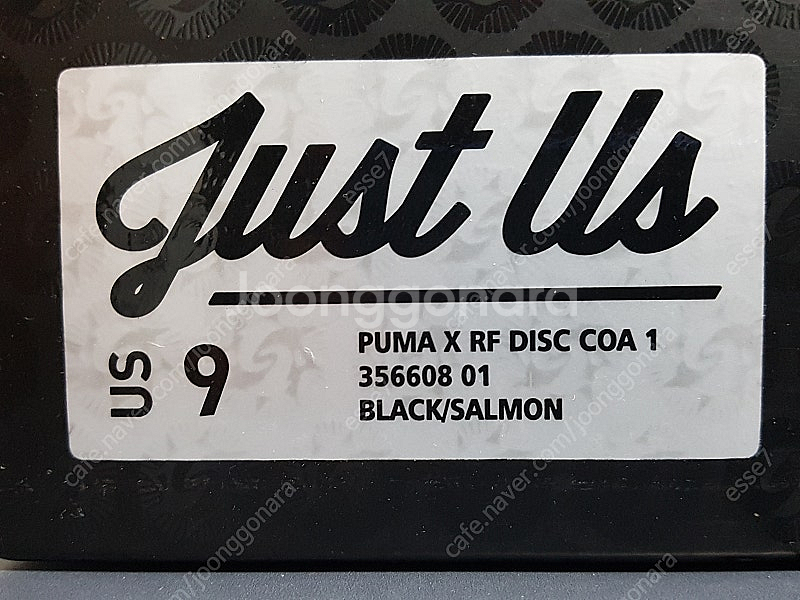 Just Us
US 9
PUMA X RF DISC COA 1
356608 01
BLACK/SALMON
Joonggonara
cafe.naver.com/joonggonara
esse7